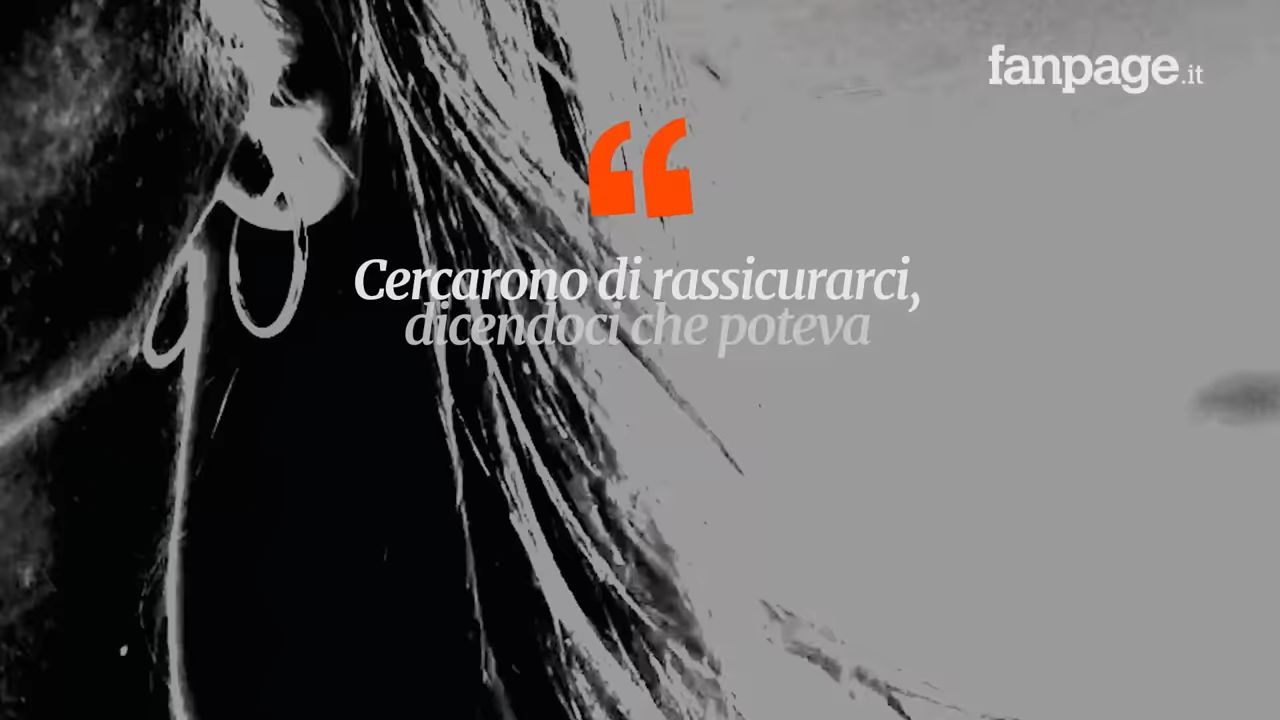 fanpage.it
Cercarono di rassicurarci,
dicendoci che poteva